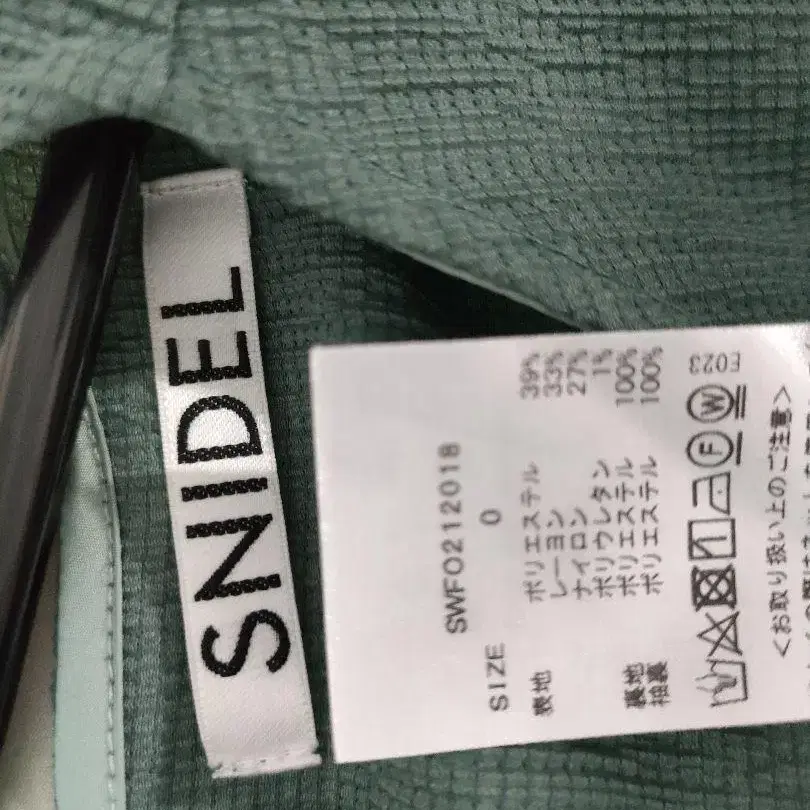 SNIDEL
SWFO212018
SIZE 0
表地 ポリエステル 39%
レーヨン 33%
ナイロン 27%
ポリウレタン 1%
裏地 ポリエステル 100%
袖裏 ポリエステル 100%
F W
E023
<お取り扱い上のご注意>